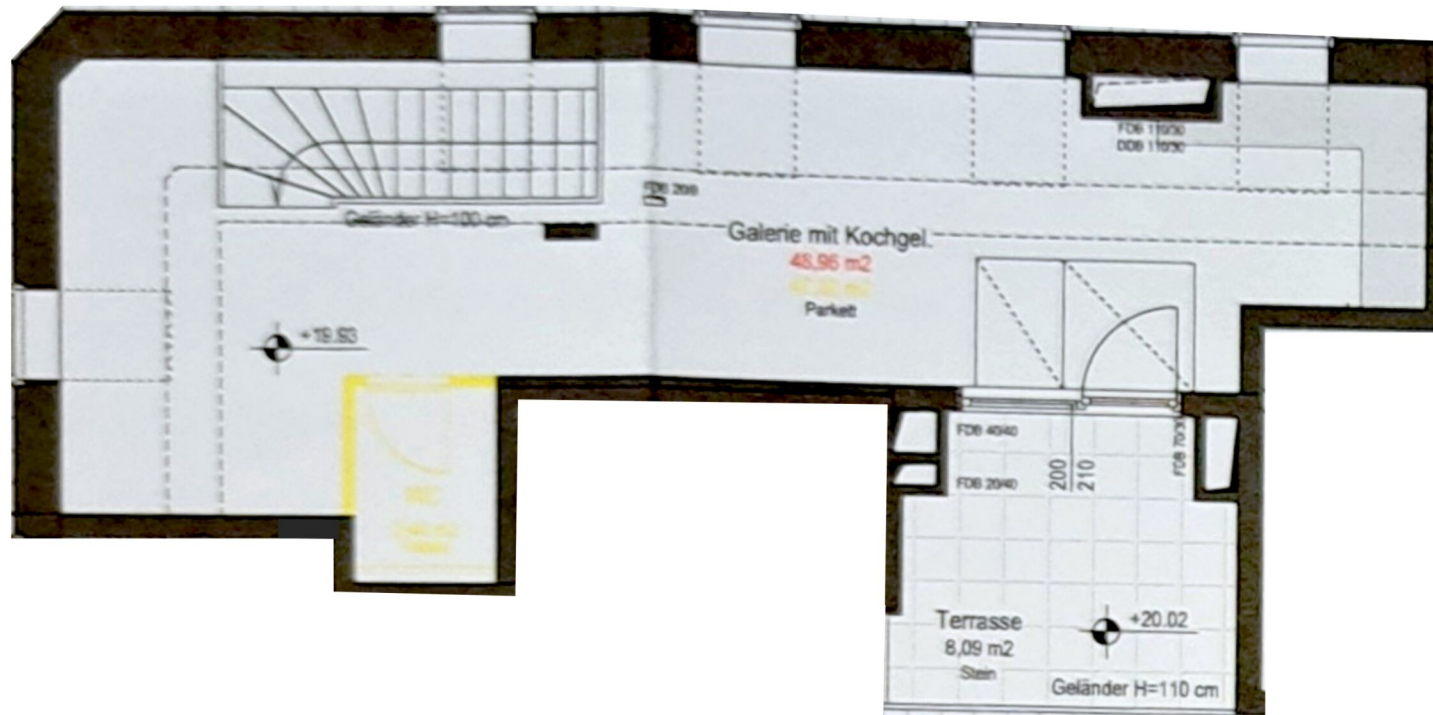 FDB 110/30
DDB 110/30
FDB 20/0
Geländer H=100 cm
Galerie mit Kochgel.
48,96 m2
Parkett
+19.93
FDB 40/40
FDB 20/40
200
210
FDB 70/30
WC
Terrasse
8,09 m2
Stein
+20.02
Geländer H=110 cm